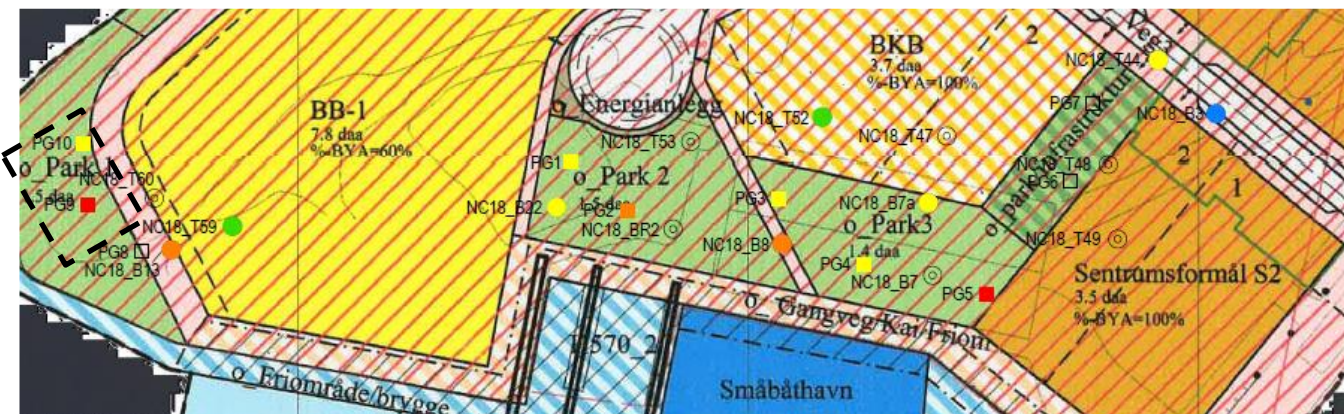 Veg3
BKB
3.7 daa
%-BYA=100%
2
NC18_T44
PG7
NC18_B3
BB-1
7.8 daa
%-BYA=60%
o_Energianlegg
NC18_T52
NC18_T47
NC18_T53
PG10
o_Park 1
NC18_T60
PG1
o_Park 2
NC18_T48
PG6
2
1
PG9
NC18_B22
PG2
NC18_BR2
PG3
NC18_B7a
o_Park3
1.4 daa
NC18_T59
PG8
NC18_B13
NC18_B8
PG4
NC18_B7
PG5
NC18_T49
Sentrumsformål S2
3.5 daa
%-BYA=100%
o_ Gangveg/Kai/Friom
o_Friområde/brygge
Småbåthavn